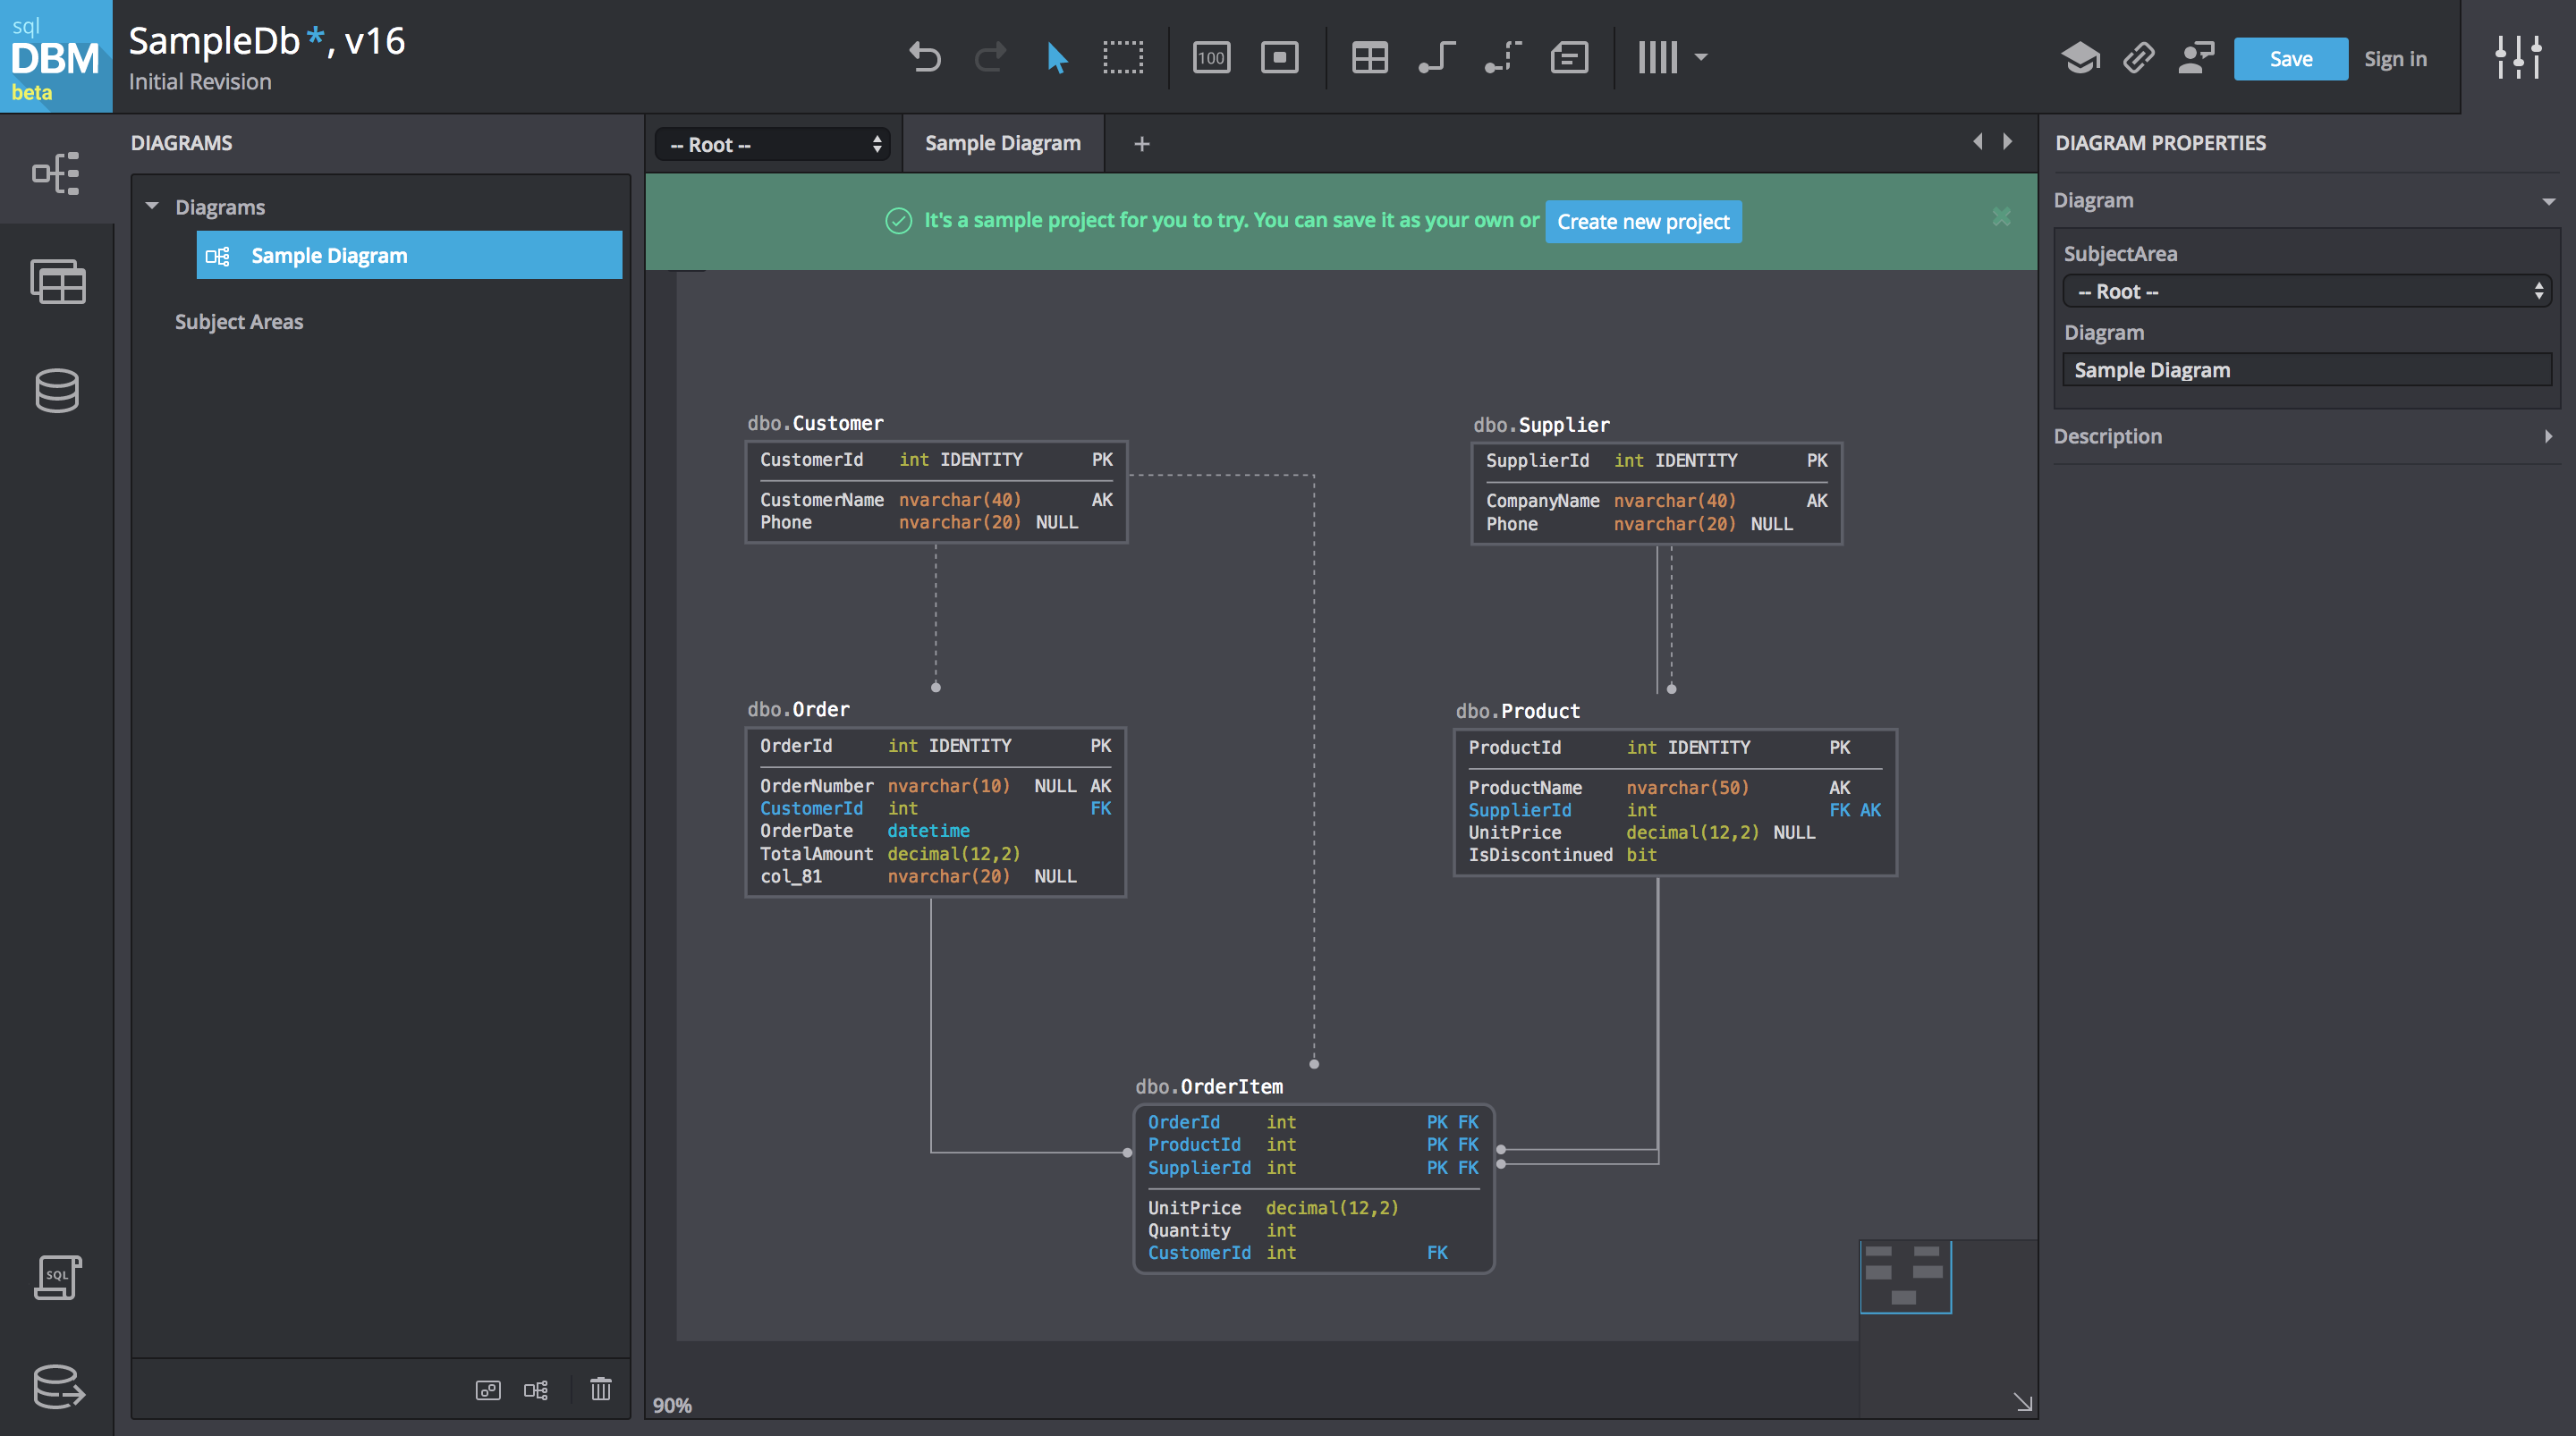 sql
DBM
beta
SampleDb *, v16
Initial Revision
100
Save
Sign in
DIAGRAMS
Diagrams
Sample Diagram
Subject Areas
SQL
-- Root --
Sample Diagram
+
It's a sample project for you to try. You can save it as your own or Create new project
dbo.Customer
CustomerId int IDENTITY PK
CustomerName nvarchar(40) AK
Phone nvarchar(20) NULL
dbo.Supplier
SupplierId int IDENTITY PK
CompanyName nvarchar(40) AK
Phone nvarchar(20) NULL
dbo.Order
OrderId int IDENTITY PK
OrderNumber nvarchar(10) NULL AK
CustomerId int FK
OrderDate datetime
TotalAmount decimal(12,2)
col_81 nvarchar(20) NULL
dbo.Product
ProductId int IDENTITY PK
ProductName nvarchar(50) AK
SupplierId int FK AK
UnitPrice decimal(12,2) NULL
IsDiscontinued bit
dbo.OrderItem
OrderId int PK FK
ProductId int PK FK
SupplierId int PK FK
UnitPrice decimal(12,2)
Quantity int
CustomerId int FK
90%
DIAGRAM PROPERTIES
Diagram
SubjectArea
-- Root --
Diagram
Sample Diagram
Description